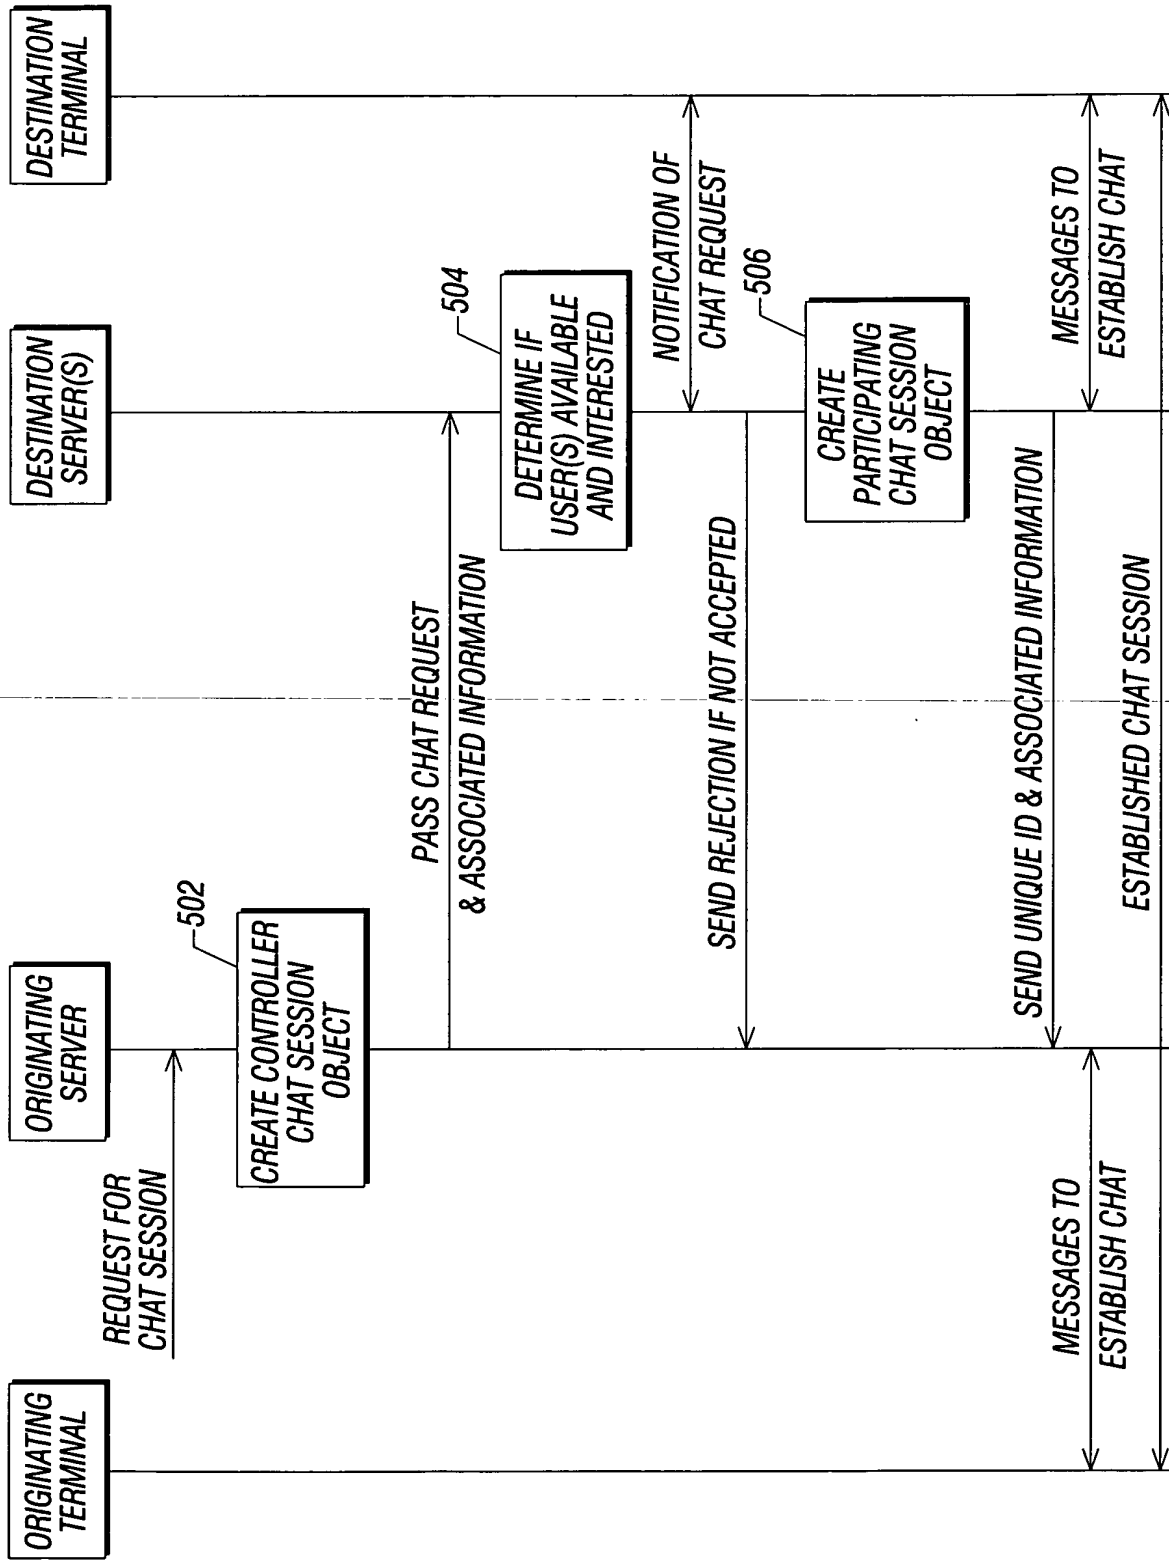 ORIGINATING
TERMINAL
ORIGINATING
SERVER
DESTINATION
SERVER(S)
DESTINATION
TERMINAL
REQUEST FOR
CHAT SESSION
502
CREATE CONTROLLER
CHAT SESSION
OBJECT
PASS CHAT REQUEST
& ASSOCIATED INFORMATION
504
DETERMINE IF
USER(S) AVAILABLE
AND INTERESTED
NOTIFICATION OF
CHAT REQUEST
SEND REJECTION IF NOT ACCEPTED
506
CREATE
PARTICIPATING
CHAT SESSION
OBJECT
SEND UNIQUE ID & ASSOCIATED INFORMATION
MESSAGES TO
ESTABLISH CHAT
MESSAGES TO
ESTABLISH CHAT
ESTABLISHED CHAT SESSION